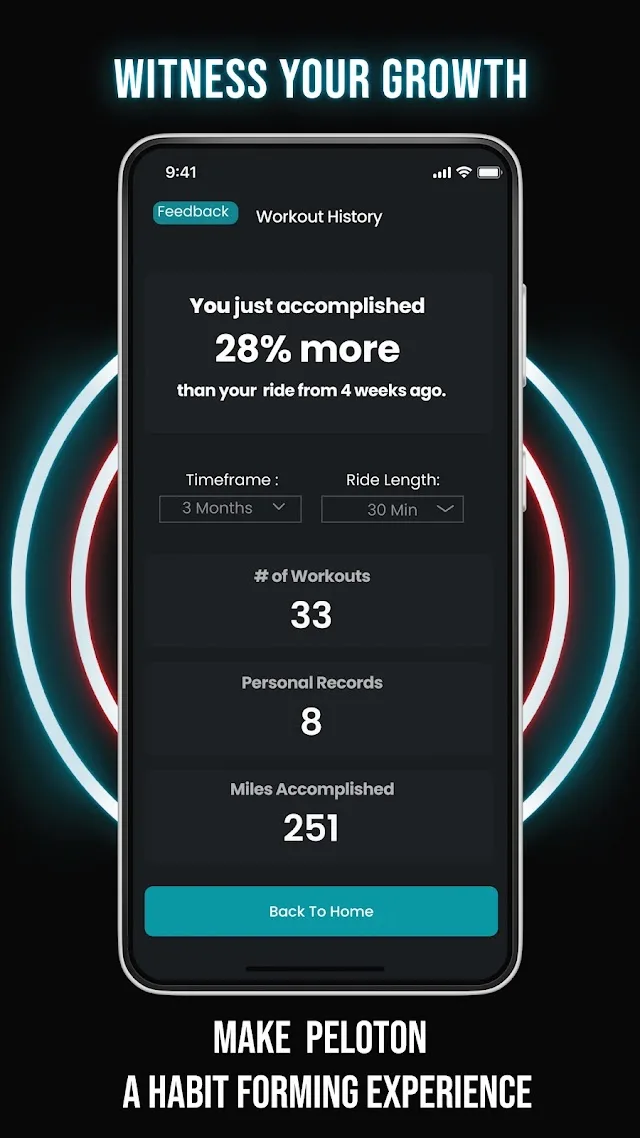 WITNESS YOUR GROWTH
9:41
Feedback
Workout History
You just accomplished
28% more
than your ride from 4 weeks ago.
Timeframe :
Ride Length:
3 Months
30 Min
# of Workouts
33
Personal Records
8
Miles Accomplished
251
Back To Home
MAKE PELOTON
A HABIT FORMING EXPERIENCE